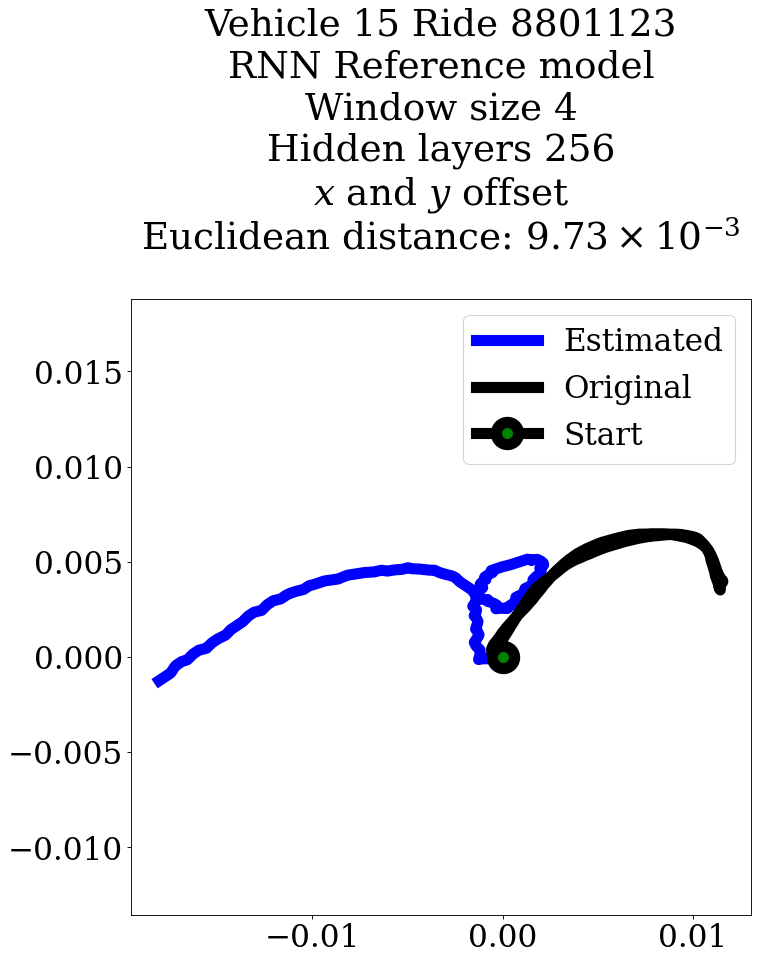 Vehicle 15 Ride 8801123
RNN Reference model
Window size 4
Hidden layers 256
x and y offset
Euclidean distance: 9.73 × 10⁻³
Estimated
Original
Start
0.015
0.010
0.005
0.000
−0.005
−0.010
−0.01
0.00
0.01